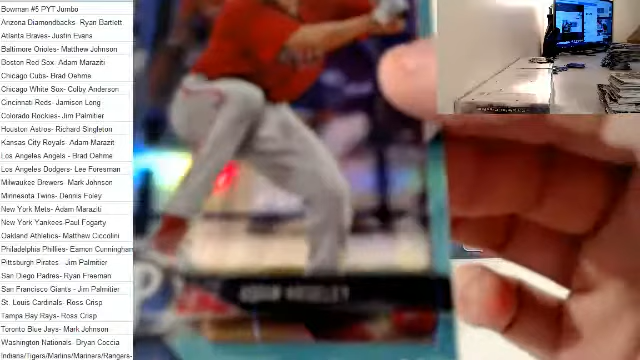 Bowman #5 PYT Jumbo
Arizona Diamondbacks- Ryan Bartlett
Atlanta Braves- Justin Evans
Baltimore Orioles- Matthew Johnson
Boston Red Sox- Adam Maraziti
Chicago Cubs- Brad Oehme
Chicago White Sox- Colby Anderson
Cincinnati Reds- Jamison Long
Colorado Rockies- Jim Palmitier
Houston Astros- Richard Singleton
Kansas City Royals- Adam Marazit
Los Angeles Angels - Brad Oehme
Los Angeles Dodgers - Lee Foresman
Milwaukee Brewers- Mark Johnson
Minnesota Twins- Dennis Foley
New York Mets- Adam Maraziti
New York Yankees-Paul Fogarty
Oakland Athletics- Matthew Ciccolini
Philadelphia Phillies- Eamon Cunningham
Pittsburgh Pirates - Jim Palmitier
San Diego Padres- Ryan Freeman
San Francisco Giants - Jim Palmitier
St. Louis Cardinals- Ross Crisp
Tampa Bay Rays- Ross Crisp
Toronto Blue Jays- Mark Johnson
Washington Nationals- Bryan Coccia
Indians/Tigers/Marlins/Mariners/Rangers-